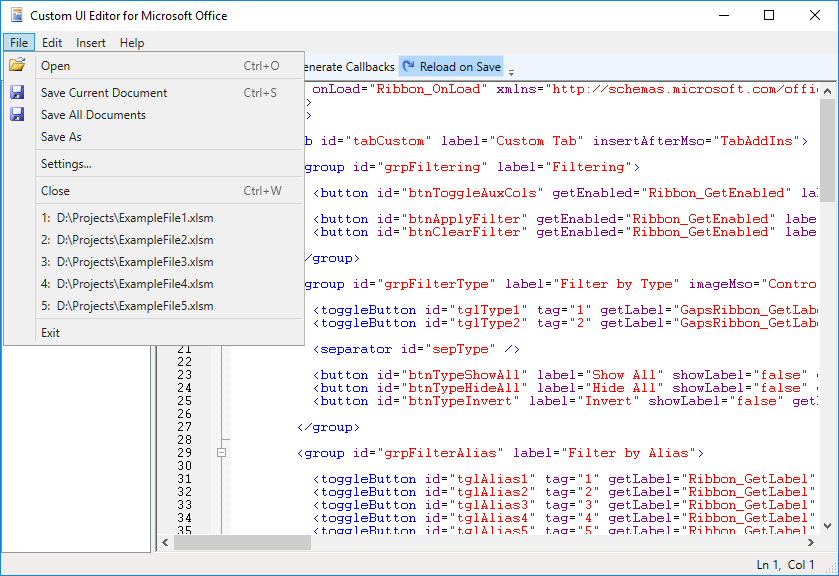 Custom UI Editor for Microsoft Office
File Edit Insert Help
Open Ctrl+O
Save Current Document Ctrl+S
Save All Documents
Save As
Settings...
Close Ctrl+W
1: D:\Projects\ExampleFile1.xlsm
2: D:\Projects\ExampleFile2.xlsm
3: D:\Projects\ExampleFile3.xlsm
4: D:\Projects\ExampleFile4.xlsm
5: D:\Projects\ExampleFile5.xlsm
Exit
enerate Callbacks Reload on Save
onLoad="Ribbon_OnLoad" xmlns="http://schemas.microsoft.com/offi
>
>
b id="tabCustom" label="Custom Tab" insertAfterMso="TabAddIns">
group id="grpFiltering" label="Filtering">
<button id="btnToggleAuxCols" getEnabled="Ribbon_GetEnabled" lab
<button id="btnApplyFilter" getEnabled="Ribbon_GetEnabled" label
<button id="btnClearFilter" getEnabled="Ribbon_GetEnabled" label
/group>
group id="grpFilterType" label="Filter by Type" imageMso="Contro
<toggleButton id="tglType1" tag="1" getLabel="GapsRibbon_GetLabe
<toggleButton id="tglType2" tag="2" getLabel="GapsRibbon_GetLabe
21 <separator id="sepType" />
22
23 <button id="btnTypeShowAll" label="Show All" showLabel="false"
24 <button id="btnTypeHideAll" label="Hide All" showLabel="false"
25 <button id="btnTypeInvert" label="Invert" showLabel="false" getI
26
27 </group>
28
29 <group id="grpFilterAlias" label="Filter by Alias">
30
31 <toggleButton id="tglAlias1" tag="1" getLabel="Ribbon_GetLabel"
32 <toggleButton id="tglAlias2" tag="2" getLabel="Ribbon_GetLabel"
33 <toggleButton id="tglAlias3" tag="3" getLabel="Ribbon_GetLabel"
34 <toggleButton id="tglAlias4" tag="4" getLabel="Ribbon_GetLabel"
35 <toggleButton id="tglAlias5" tag="5" getLabel="Ribbon_GetLabel"
Ln 1, Col 1